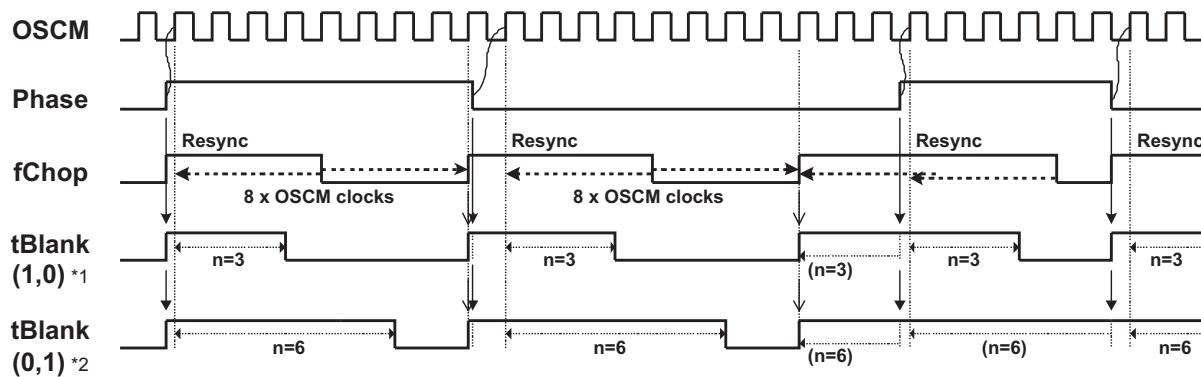 OSCM
Phase
Resync Resync Resync Resync
fChop
8 x OSCM clocks 8 x OSCM clocks
tBlank
(1,0) *1
n=3 n=3 (n=3) n=3 n=3
tBlank
(0,1) *2
n=6 n=6 (n=6) (n=6) n=6